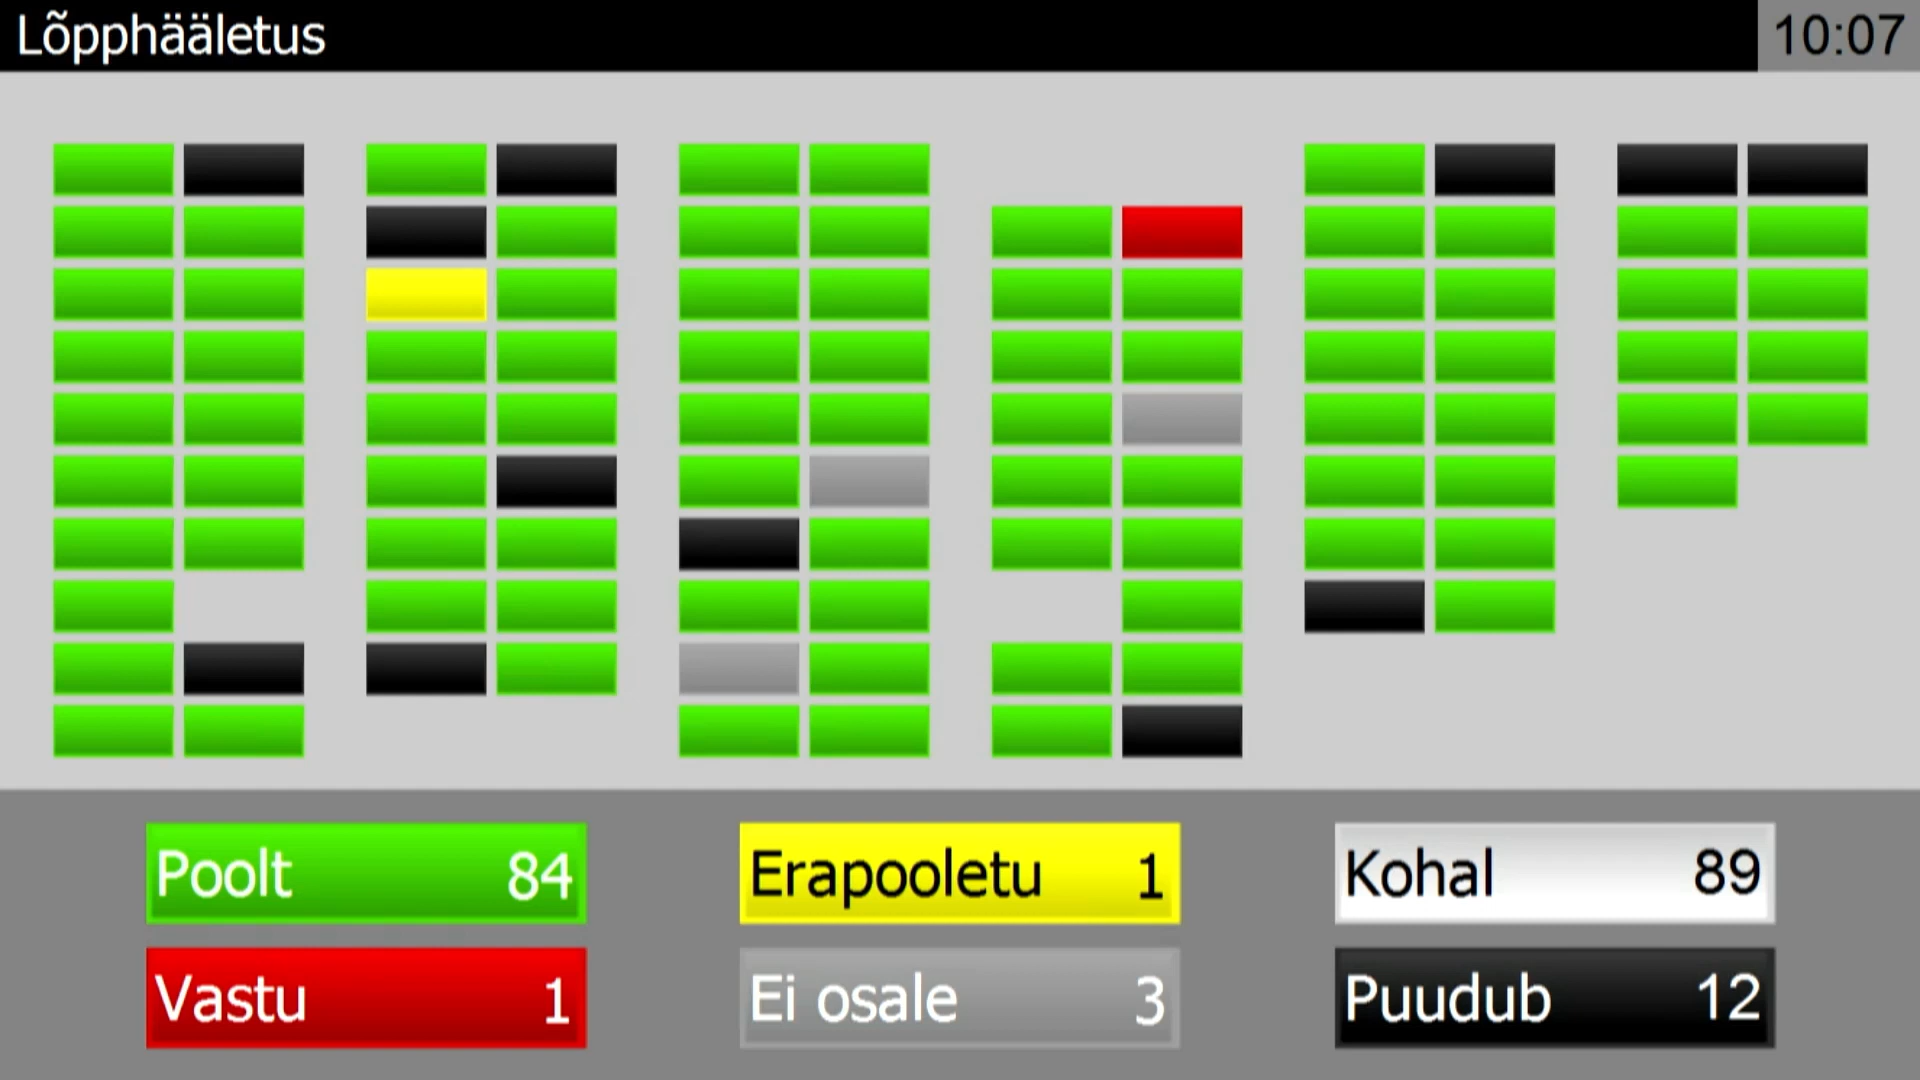 Lõpphääletus 10:07
Poolt 84 Erapooletu 1 Kohal 89
Vastu 1 Ei osale 3 Puudub 12